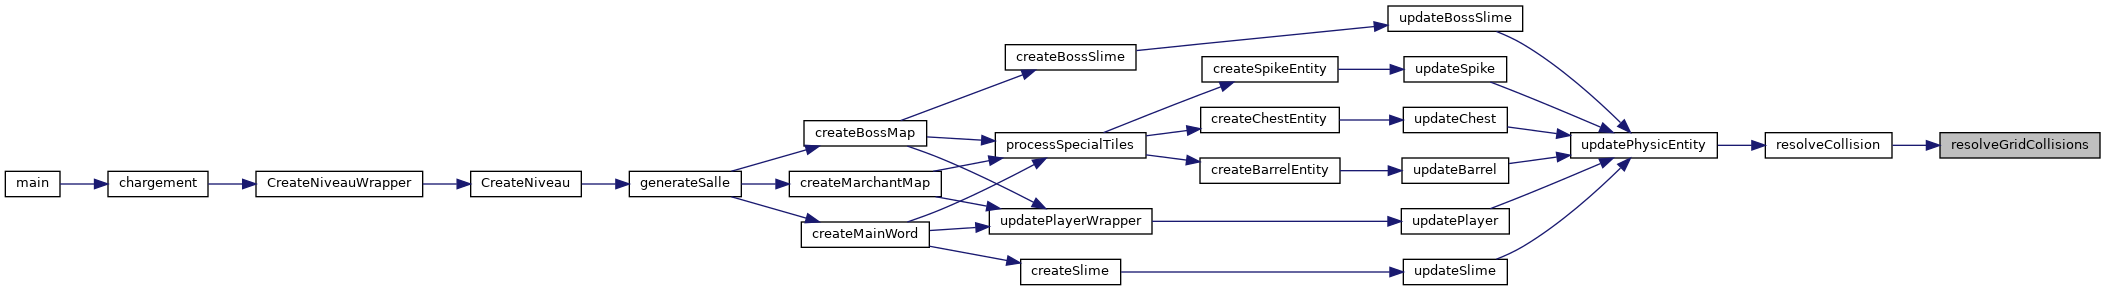 main
chargement
CreateNiveauWrapper
CreateNiveau
generateSalle
createBossMap
createMarchantMap
createMainWord
createBossSlime
processSpecialTiles
updatePlayerWrapper
createSlime
createSpikeEntity
createChestEntity
createBarrelEntity
updateBossSlime
updateSpike
updateChest
updateBarrel
updatePlayer
updateSlime
updatePhysicEntity
resolveCollision
resolveGridCollisions